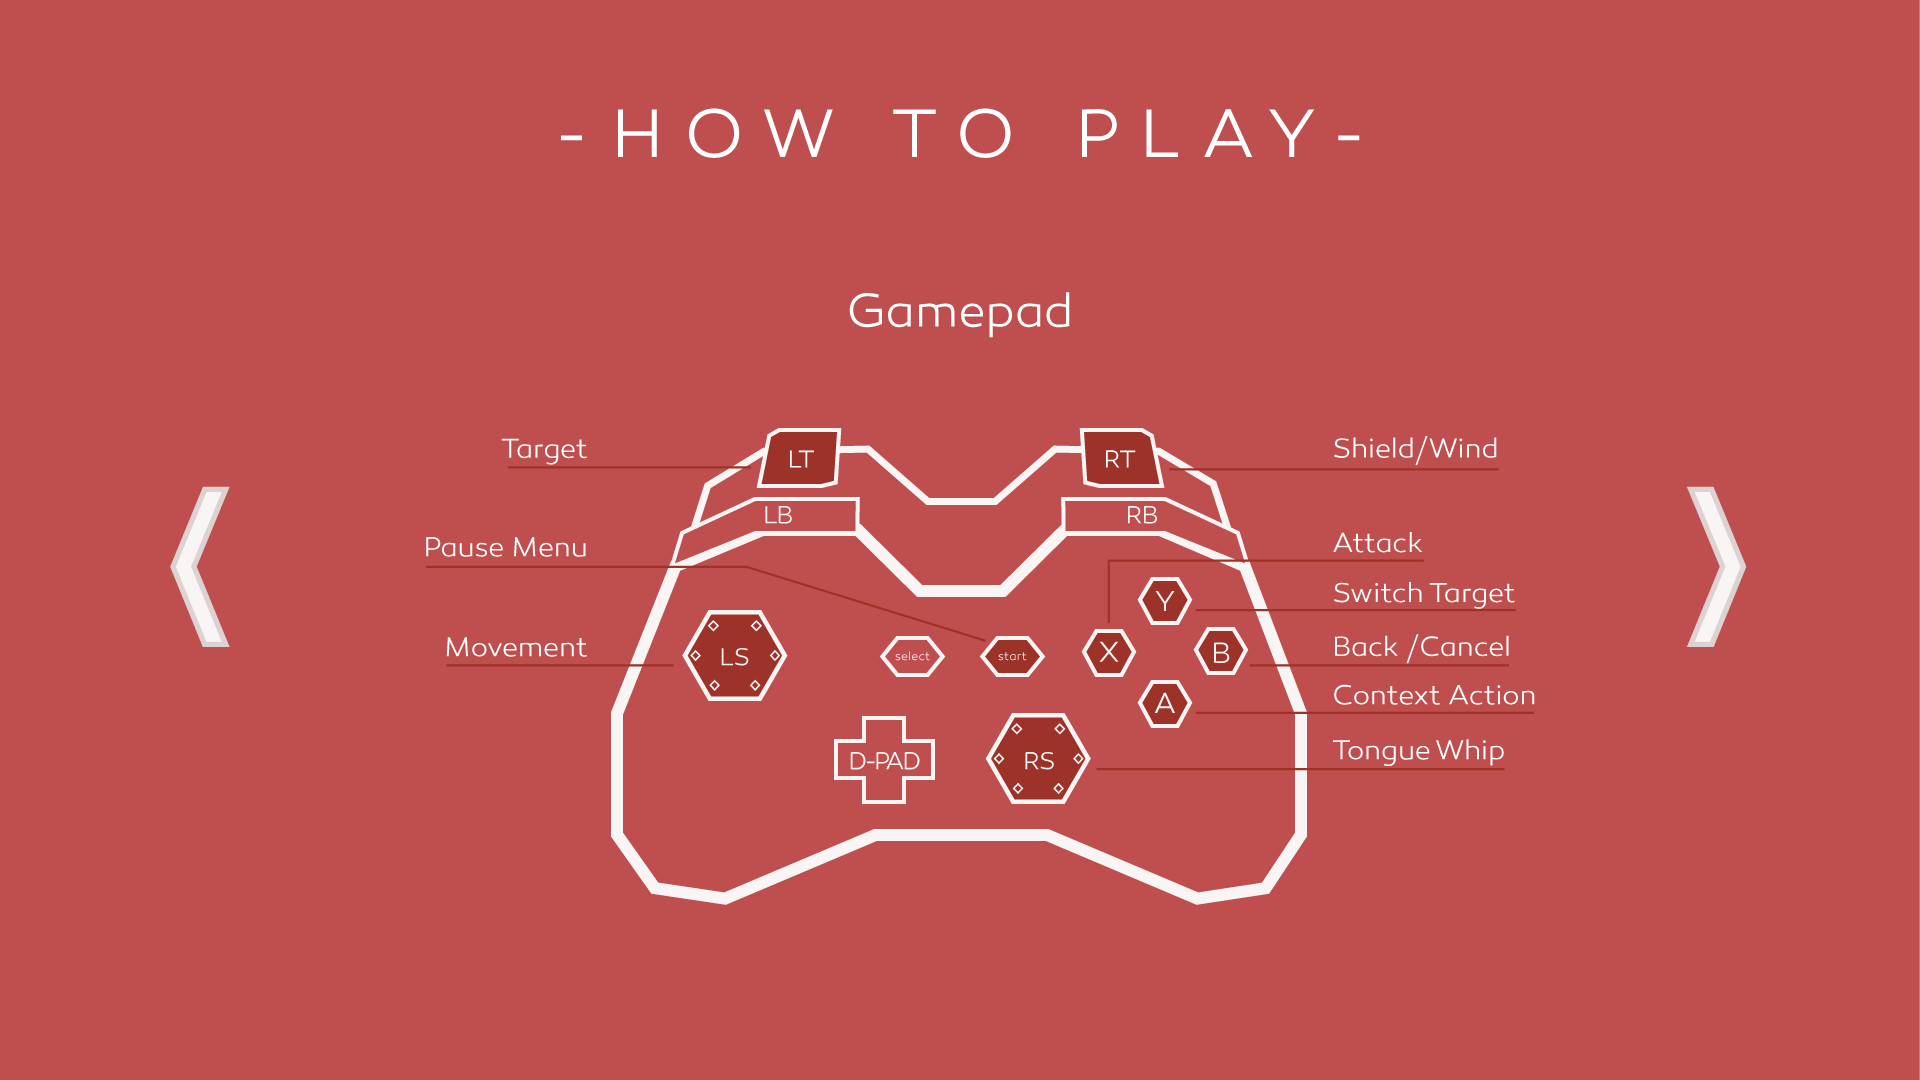 -HOW TO PLAY-
Gamepad
Target
LT
RT
Shield/Wind
LB
RB
Pause Menu
Attack
Y
Switch Target
Movement
LS
select
start
X
B
Back /Cancel
A
Context Action
D-PAD
RS
Tongue Whip